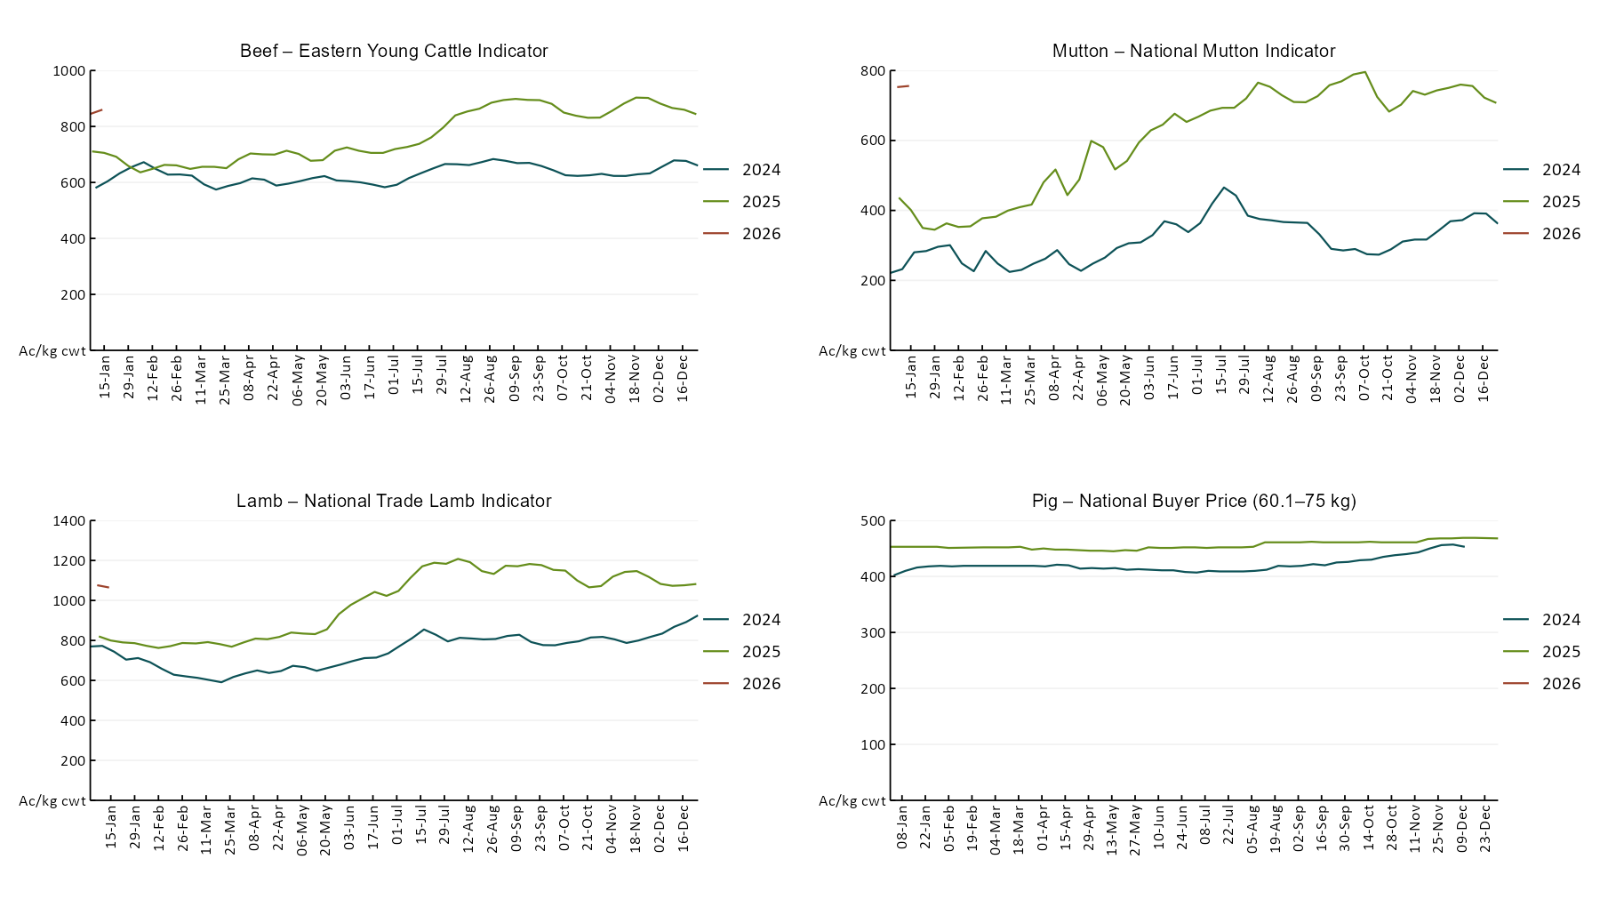 Beef – Eastern Young Cattle Indicator
1000
800
600
400
200
Ac/kg cwt
15-Jan
29-Jan
12-Feb
26-Feb
11-Mar
25-Mar
08-Apr
22-Apr
06-May
20-May
03-Jun
17-Jun
01-Jul
15-Jul
29-Jul
12-Aug
26-Aug
09-Sep
23-Sep
07-Oct
21-Oct
04-Nov
18-Nov
02-Dec
16-Dec
2024
2025
2026
Mutton – National Mutton Indicator
800
600
400
200
Ac/kg cwt
15-Jan
29-Jan
12-Feb
26-Feb
11-Mar
25-Mar
08-Apr
22-Apr
06-May
20-May
03-Jun
17-Jun
01-Jul
15-Jul
29-Jul
12-Aug
26-Aug
09-Sep
23-Sep
07-Oct
21-Oct
04-Nov
18-Nov
02-Dec
16-Dec
2024
2025
2026
Lamb – National Trade Lamb Indicator
1400
1200
1000
800
600
400
200
Ac/kg cwt
15-Jan
29-Jan
12-Feb
26-Feb
11-Mar
25-Mar
08-Apr
22-Apr
06-May
20-May
03-Jun
17-Jun
01-Jul
15-Jul
29-Jul
12-Aug
26-Aug
09-Sep
23-Sep
07-Oct
21-Oct
04-Nov
18-Nov
02-Dec
16-Dec
2024
2025
2026
Pig – National Buyer Price (60.1–75 kg)
500
400
300
200
100
Ac/kg cwt
08-Jan
22-Jan
05-Feb
19-Feb
04-Mar
18-Mar
01-Apr
15-Apr
29-Apr
13-May
27-May
10-Jun
24-Jun
08-Jul
22-Jul
05-Aug
19-Aug
02-Sep
16-Sep
30-Sep
14-Oct
28-Oct
11-Nov
25-Nov
09-Dec
23-Dec
2024
2025
2026